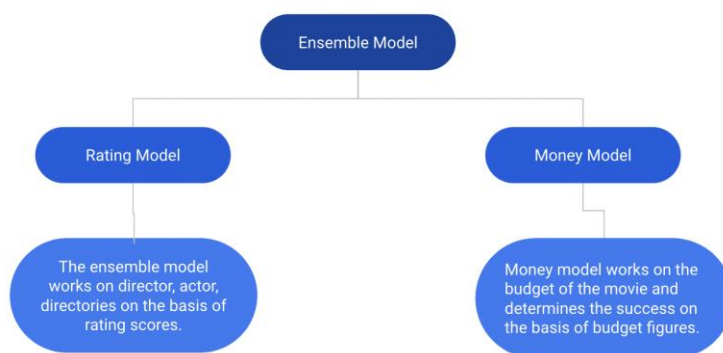 Ensemble Model
Rating Model
Money Model
The ensemble model
works on director, actor,
directories on the basis of
rating scores.
Money model works on the
budget of the movie and
determines the success on
the basis of budget figures.